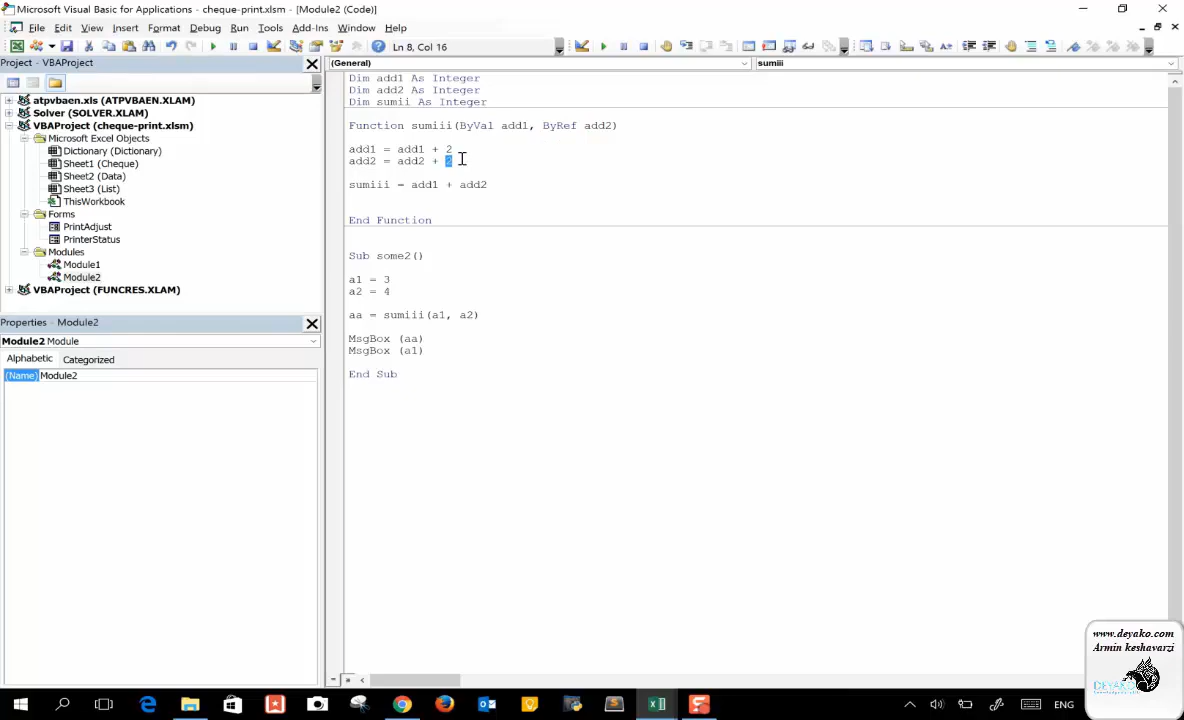 Microsoft Visual Basic for Applications - cheque-print.xlsm - [Module2 (Code)]
File Edit View Insert Format Debug Run Tools Add-Ins Window Help
Ln 8, Col 16
Project - VBAProject
(General)
sumiii
atpvbaen.xls (ATPVBAEN.XLAM)
Solver (SOLVER.XLAM)
VBAProject (cheque-print.xlsm)
Microsoft Excel Objects
Dictionary (Dictionary)
Sheet1 (Cheque)
Sheet2 (Data)
Sheet3 (List)
ThisWorkbook
Forms
PrintAdjust
PrinterStatus
Modules
Module1
Module2
VBAProject (FUNCRES.XLAM)
Properties - Module2
Module2 Module
Alphabetic Categorized
(Name) Module2
Dim add1 As Integer
Dim add2 As Integer
Dim sumii As Integer
Function sumiii(ByVal add1, ByRef add2)
add1 = add1 + 2
add2 = add2 + 2
sumiii = add1 + add2
End Function
Sub some2()
a1 = 3
a2 = 4
aa = sumiii(a1, a2)
MsgBox (aa)
MsgBox (a1)
End Sub
www.deyako.com
Armin keshavarzi
DEYAKO
ENG